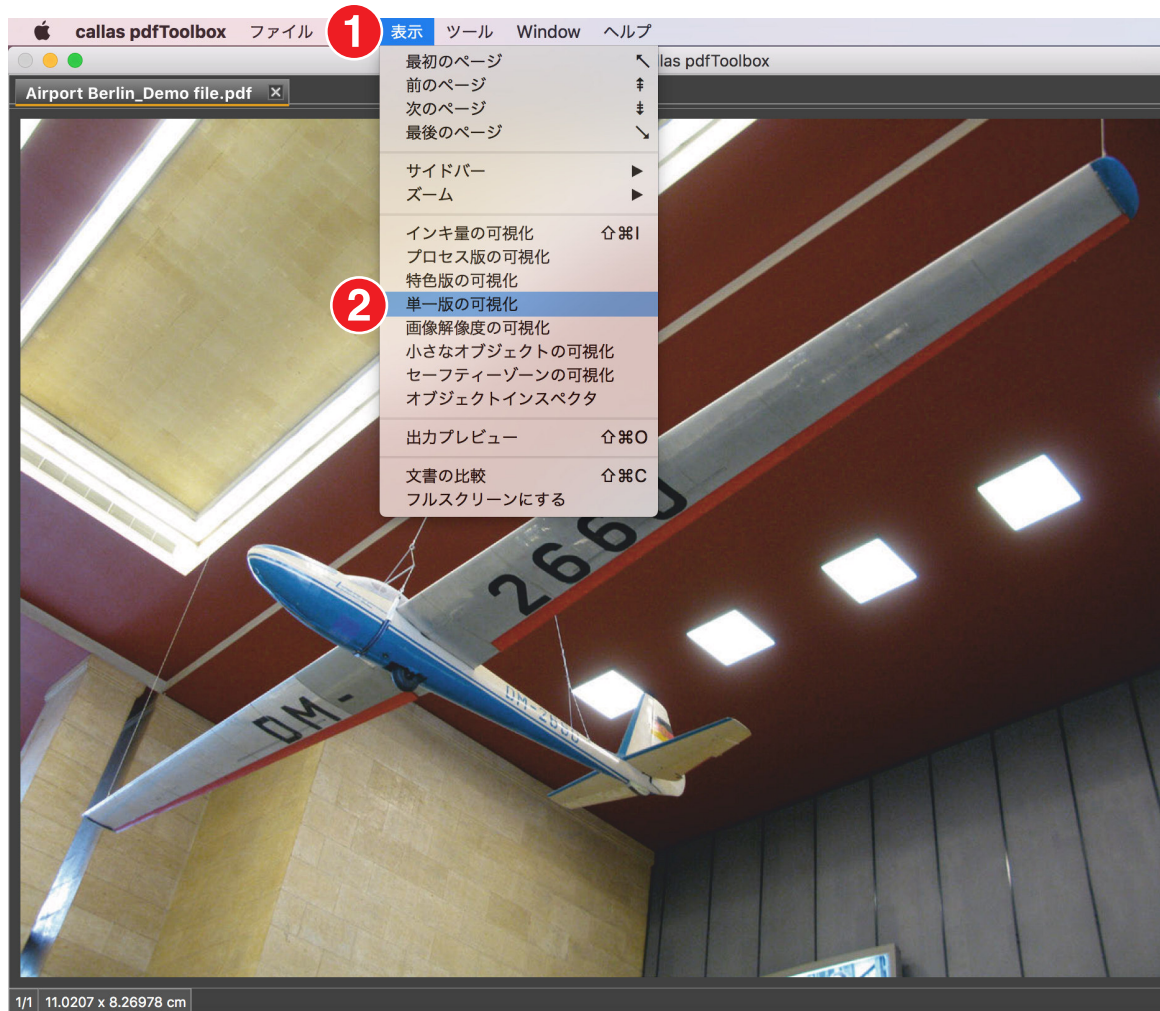 callas pdfToolbox ファイル 1 表示 ツール Window ヘルプ
las pdfToolbox
Airport Berlin_Demo file.pdf
最初のページ ↖
前のページ ⇞
次のページ ⇟
最後のページ ↘
サイドバー ▶
ズーム ▶
インキ量の可視化 ⇧⌘I
プロセス版の可視化
特色版の可視化
2 単一版の可視化
画像解像度の可視化
小さなオブジェクトの可視化
セーフティーゾーンの可視化
オブジェクトインスペクタ
出力プレビュー ⇧⌘O
文書の比較 ⇧⌘C
フルスクリーンにする
2660
DM-
DM-2660
1/1 11.0207 x 8.26978 cm